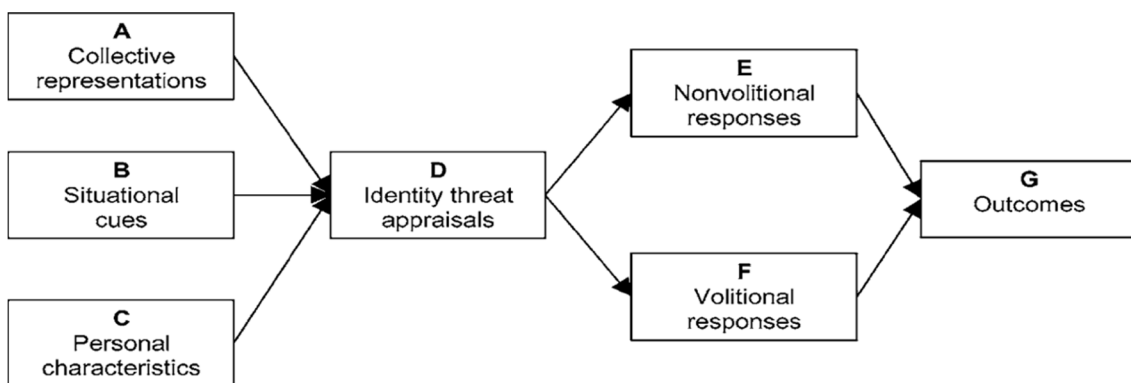 A
Collective
representations
B
Situational
cues
C
Personal
characteristics
D
Identity threat
appraisals
E
Nonvolitional
responses
F
Volitional
responses
G
Outcomes